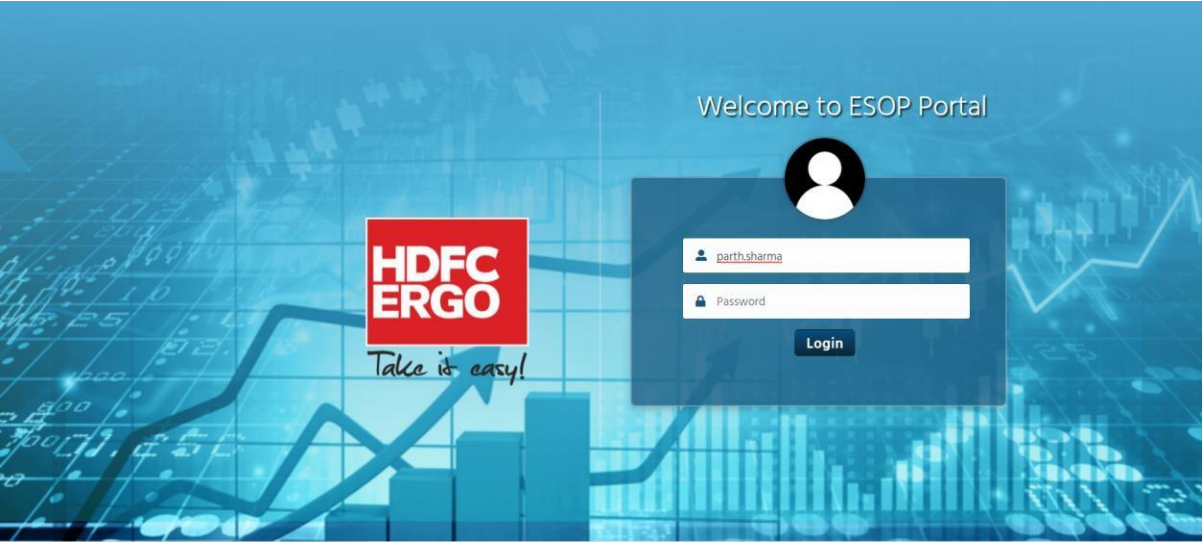 Welcome to ESOP Portal
HDFC
ERGO
Take it easy!
parth.sharma
Password
Login